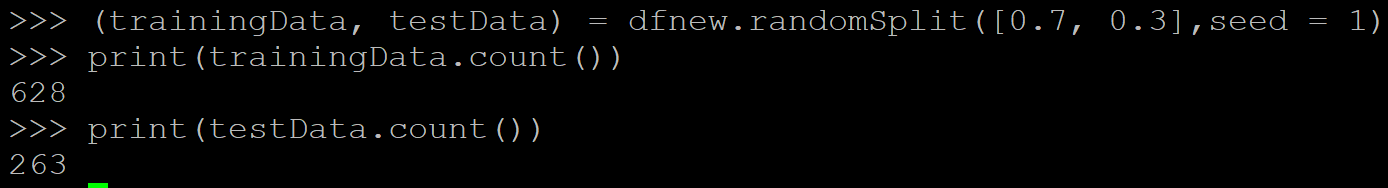 >>> (trainingData, testData) = dfnew.randomSplit([0.7, 0.3],seed = 1)
>>> print(trainingData.count())
628
>>> print(testData.count())
263